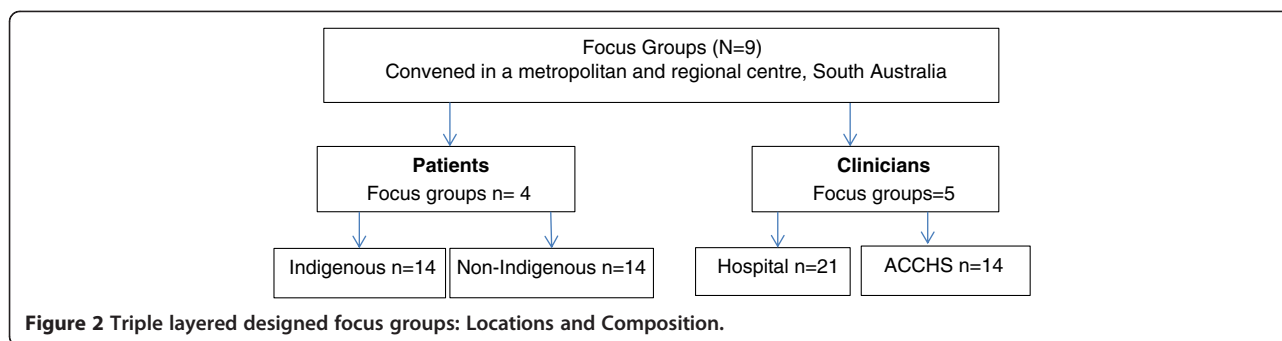 Focus Groups (N=9)
Convened in a metropolitan and regional centre, South Australia
Patients
Focus groups n= 4
Clinicians
Focus groups=5
Indigenous n=14
Non-Indigenous n=14
Hospital n=21
ACCHS n=14
Figure 2 Triple layered designed focus groups: Locations and Composition.